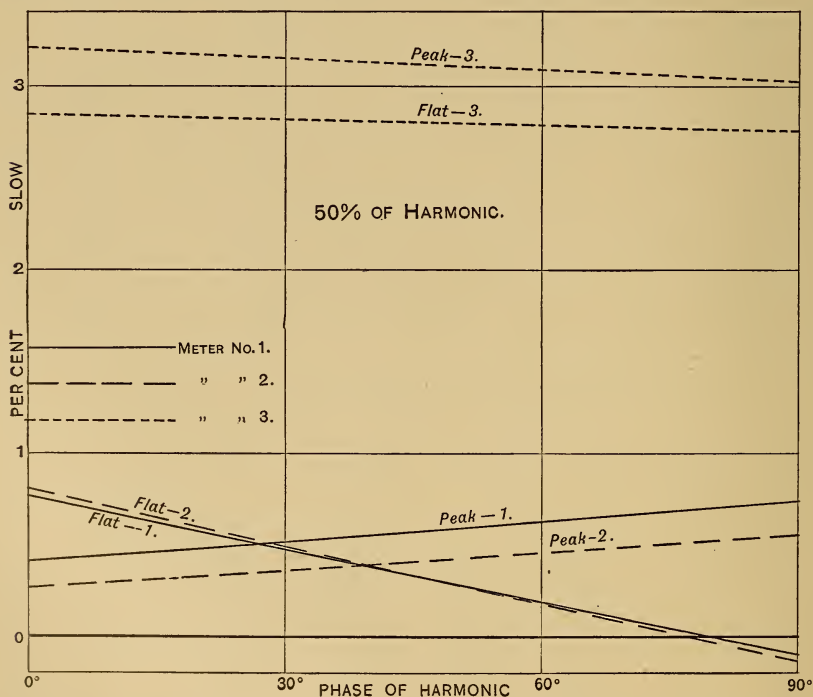 Peak-3.
3
Flat-3.
SLOW
50% OF HARMONIC.
2
METER NO. 1.
" " 2.
PER CENT
" " 3.
1
Flat-2.
Flat--1.
Peak-1.
Peak-2.
0
0° 30° 60° 90°
PHASE OF HARMONIC